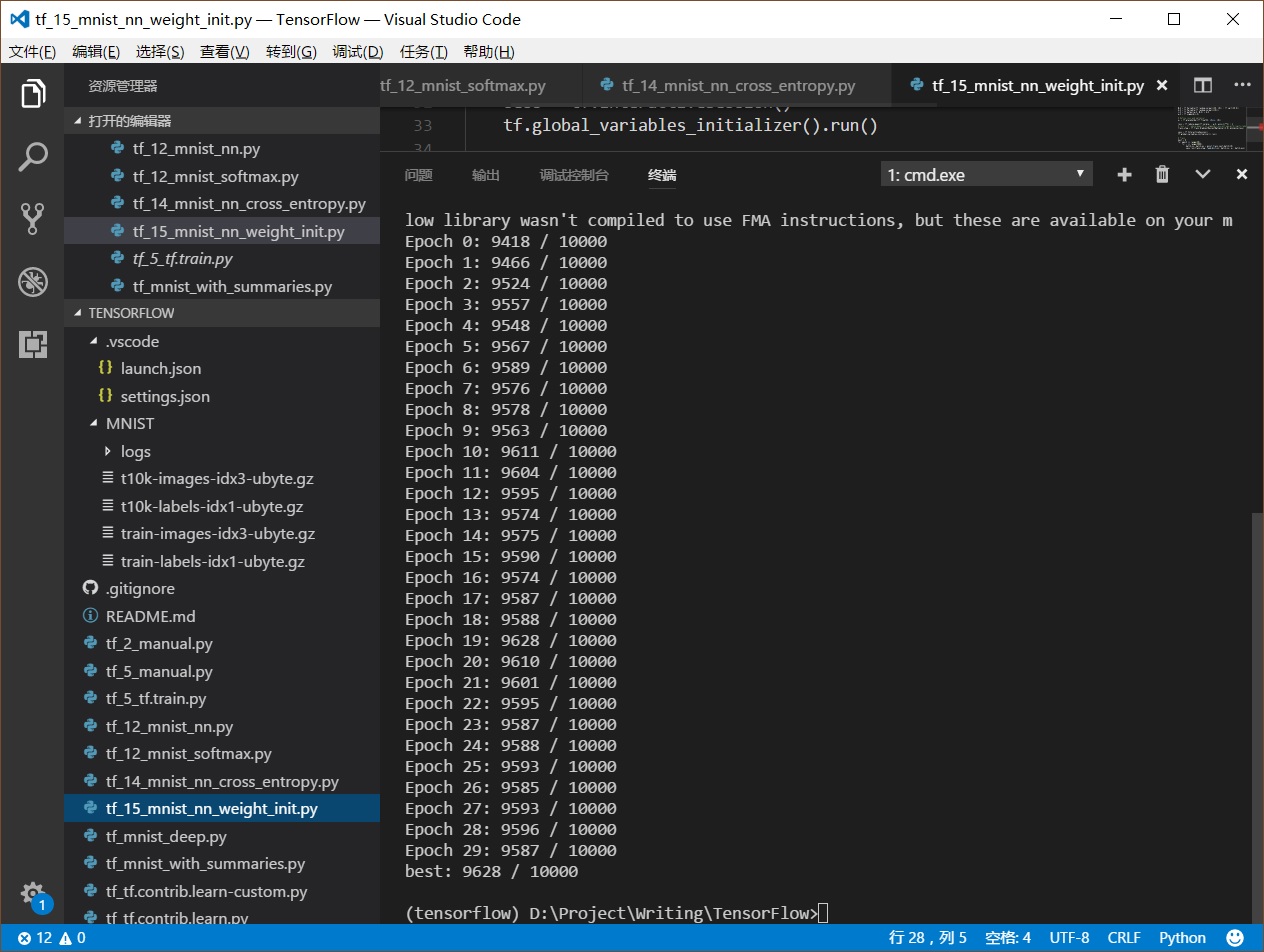 tf_15_mnist_nn_weight_init.py — TensorFlow — Visual Studio Code
文件(F) 编辑(E) 选择(S) 查看(V) 转到(G) 调试(D) 任务(T) 帮助(H)
资源管理器
打开的编辑器
tf_12_mnist_nn.py
tf_12_mnist_softmax.py
tf_14_mnist_nn_cross_entropy.py
tf_15_mnist_nn_weight_init.py
tf_5_tf.train.py
tf_mnist_with_summaries.py
TENSORFLOW
.vscode
{} launch.json
{} settings.json
MNIST
logs
t10k-images-idx3-ubyte.gz
t10k-labels-idx1-ubyte.gz
train-images-idx3-ubyte.gz
train-labels-idx1-ubyte.gz
.gitignore
README.md
tf_2_manual.py
tf_5_manual.py
tf_5_tf.train.py
tf_12_mnist_nn.py
tf_12_mnist_softmax.py
tf_14_mnist_nn_cross_entropy.py
tf_15_mnist_nn_weight_init.py
tf_mnist_deep.py
tf_mnist_with_summaries.py
tf_tf.contrib.learn-custom.py
tf_tf.contrib.learn.py
1
tf_12_mnist_softmax.py tf_14_mnist_nn_cross_entropy.py tf_15_mnist_nn_weight_init.py
33 tf.global_variables_initializer().run()
34
问题 输出 调试控制台 终端 1: cmd.exe
low library wasn't compiled to use FMA instructions, but these are available on your m
Epoch 0: 9418 / 10000
Epoch 1: 9466 / 10000
Epoch 2: 9524 / 10000
Epoch 3: 9557 / 10000
Epoch 4: 9548 / 10000
Epoch 5: 9567 / 10000
Epoch 6: 9589 / 10000
Epoch 7: 9576 / 10000
Epoch 8: 9578 / 10000
Epoch 9: 9563 / 10000
Epoch 10: 9611 / 10000
Epoch 11: 9604 / 10000
Epoch 12: 9595 / 10000
Epoch 13: 9574 / 10000
Epoch 14: 9575 / 10000
Epoch 15: 9590 / 10000
Epoch 16: 9574 / 10000
Epoch 17: 9587 / 10000
Epoch 18: 9588 / 10000
Epoch 19: 9628 / 10000
Epoch 20: 9610 / 10000
Epoch 21: 9601 / 10000
Epoch 22: 9595 / 10000
Epoch 23: 9587 / 10000
Epoch 24: 9588 / 10000
Epoch 25: 9593 / 10000
Epoch 26: 9585 / 10000
Epoch 27: 9593 / 10000
Epoch 28: 9596 / 10000
Epoch 29: 9587 / 10000
best: 9628 / 10000
(tensorflow) D:\Project\Writing\TensorFlow>
12 0 行 28，列 5 空格: 4 UTF-8 CRLF Python